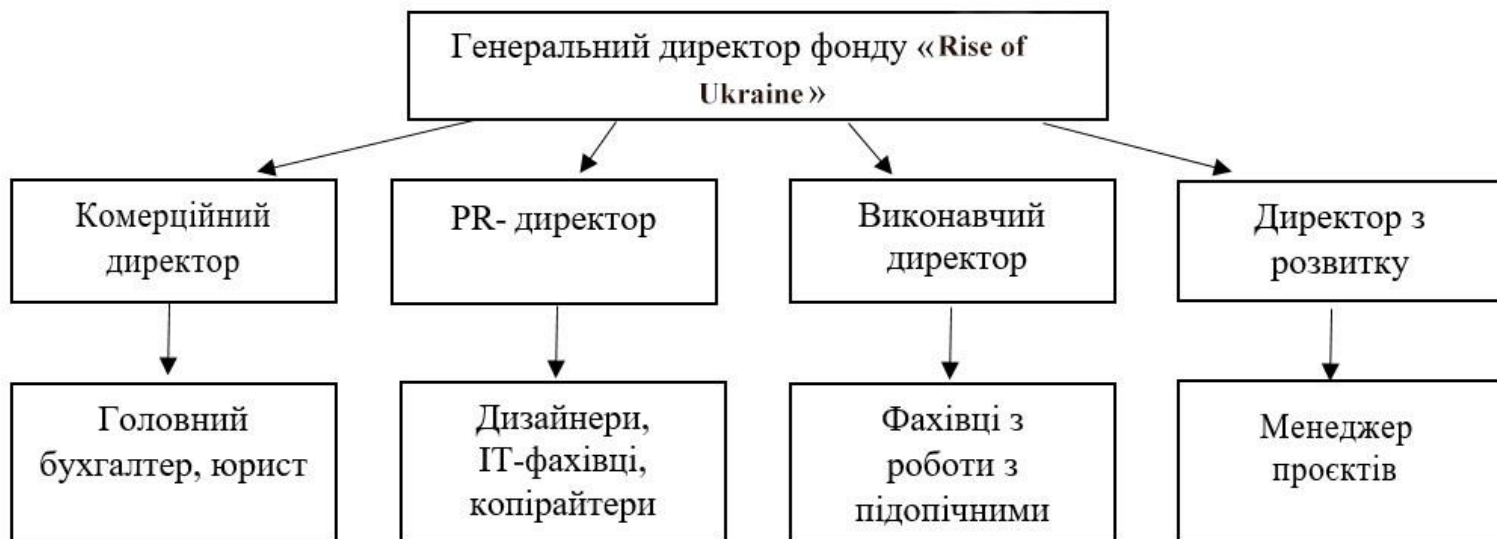 Генеральний директор фонду «Rise of
Ukraine»
Комерційний
директор
PR- директор
Виконавчий
директор
Директор з
розвитку
Головний
бухгалтер, юрист
Дизайнери,
ІТ-фахівці,
копірайтери
Фахівці з
роботи з
підопічними
Менеджер
проєктів